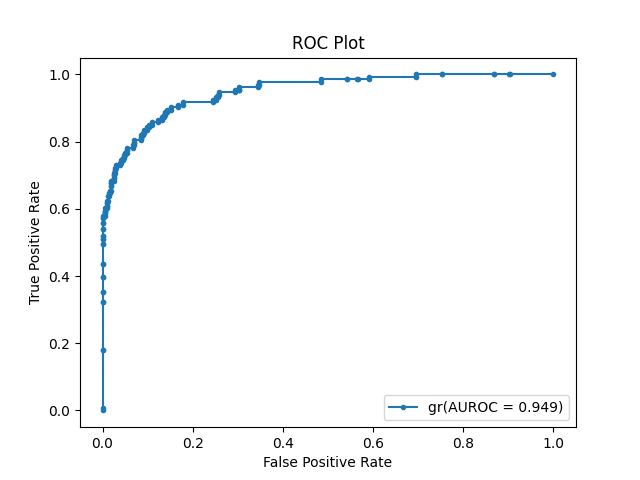 ROC Plot
True Positive Rate
1.0
0.8
0.6
0.4
0.2
0.0
gr(AUROC = 0.949)
0.0 0.2 0.4 0.6 0.8 1.0
False Positive Rate